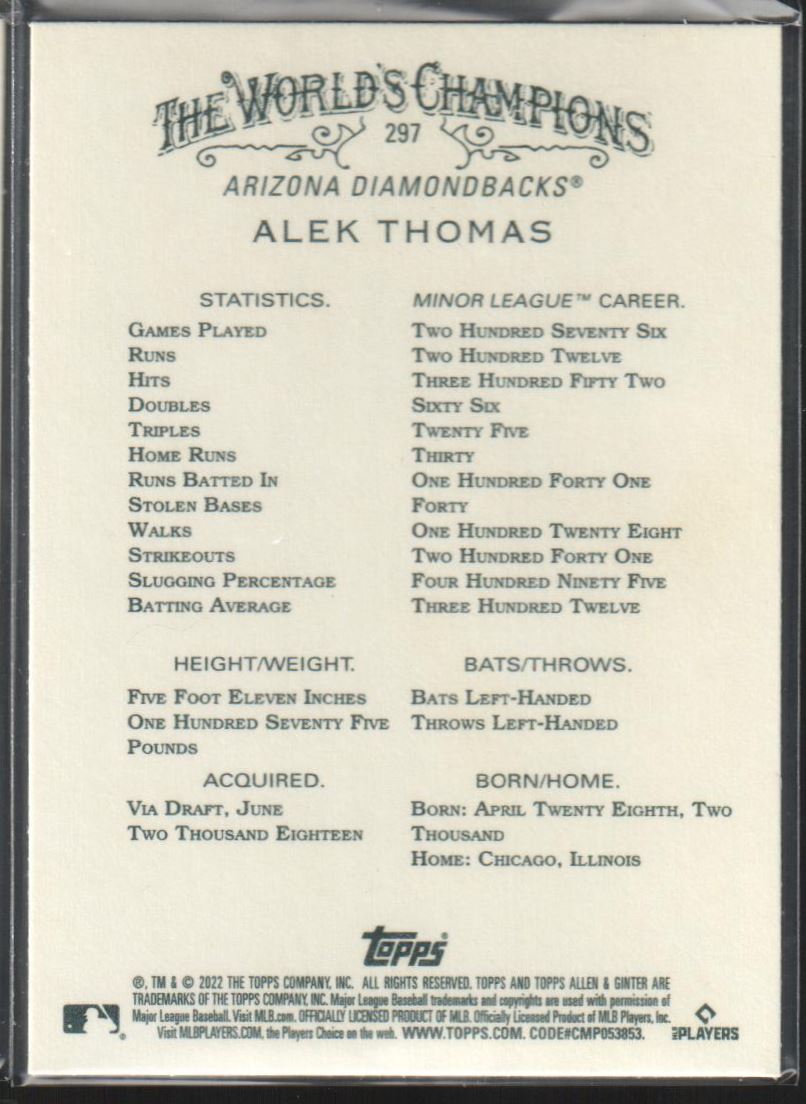 THE WORLD'S CHAMPIONS
297
ARIZONA DIAMONDBACKS®
ALEK THOMAS
STATISTICS. MINOR LEAGUE™ CAREER.
GAMES PLAYED TWO HUNDRED SEVENTY SIX
RUNS TWO HUNDRED TWELVE
HITS THREE HUNDRED FIFTY TWO
DOUBLES SIXTY SIX
TRIPLES TWENTY FIVE
HOME RUNS THIRTY
RUNS BATTED IN ONE HUNDRED FORTY ONE
STOLEN BASES FORTY
WALKS ONE HUNDRED TWENTY EIGHT
STRIKEOUTS TWO HUNDRED FORTY ONE
SLUGGING PERCENTAGE FOUR HUNDRED NINETY FIVE
BATTING AVERAGE THREE HUNDRED TWELVE
HEIGHT/WEIGHT.
FIVE FOOT ELEVEN INCHES
ONE HUNDRED SEVENTY FIVE
POUNDS
BATS/THROWS.
BATS LEFT-HANDED
THROWS LEFT-HANDED
ACQUIRED.
VIA DRAFT, JUNE
TWO THOUSAND EIGHTEEN
BORN/HOME.
BORN: APRIL TWENTY EIGHTH, TWO
THOUSAND
HOME: CHICAGO, ILLINOIS
topps®
®, TM & © 2022 THE TOPPS COMPANY, INC. ALL RIGHTS RESERVED. TOPPS AND TOPPS ALLEN & GINTER ARE
TRADEMARKS OF THE TOPPS COMPANY, INC. Major League Baseball trademarks and copyrights are used with permission of
Major League Baseball. Visit MLB.com. OFFICIALLY LICENSED PRODUCT OF MLB. Officially Licensed Product of MLB Players, Inc.
Visit MLBPLAYERS.COM, the Players Choice on the web. WWW.TOPPS.COM. CODE#CMP053853.
MLB PLAYERS